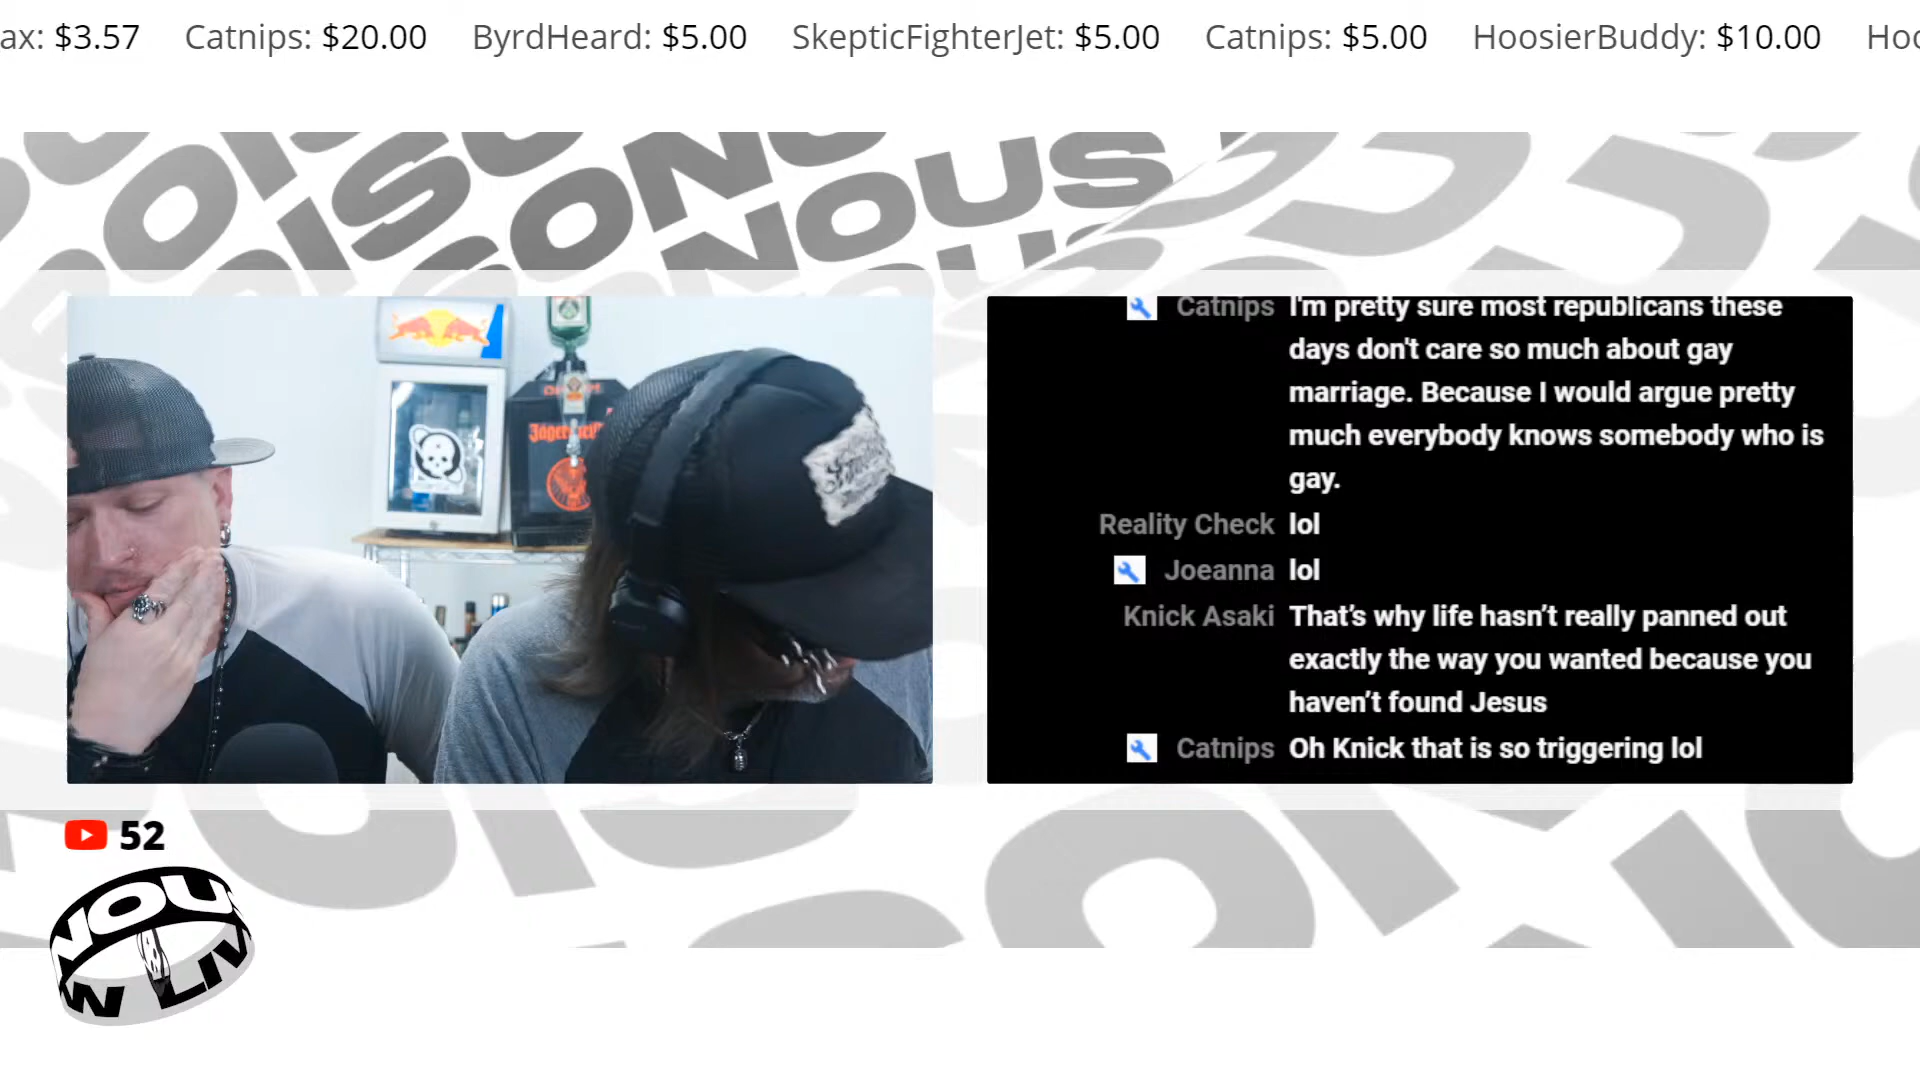 ax: $3.57 Catnips: $20.00 ByrdHeard: $5.00 SkepticFighterJet: $5.00 Catnips: $5.00 HoosierBuddy: $10.00 Hoo
NOUS
Catnips I'm pretty sure most republicans these
days don't care so much about gay
marriage. Because I would argue pretty
much everybody knows somebody who is
gay.
Reality Check lol
Joeanna lol
Knick Asaki That’s why life hasn’t really panned out
exactly the way you wanted because you
haven’t found Jesus
Catnips Oh Knick that is so triggering lol
52
NOU
W LIV